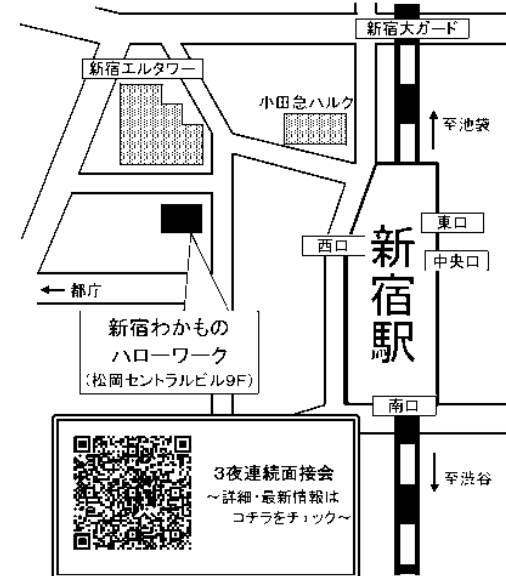 新宿大ガード
新宿エルタワー
小田急ハルク
至池袋
東口
西口
中央口
新宿駅
← 都庁
新宿わかもの
ハローワーク
(松岡セントラルビル9F)
南口
3夜連続面接会
～詳細・最新情報は
コチラをチェック～
至渋谷